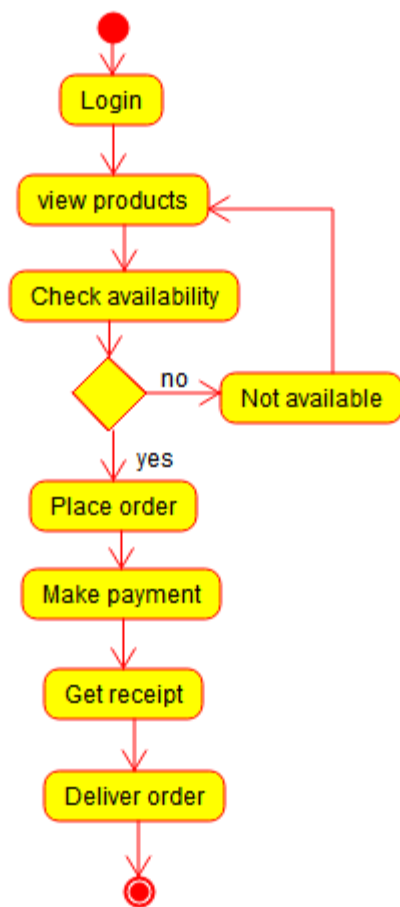 Login
view products
Check availability
no
Not available
yes
Place order
Make payment
Get receipt
Deliver order